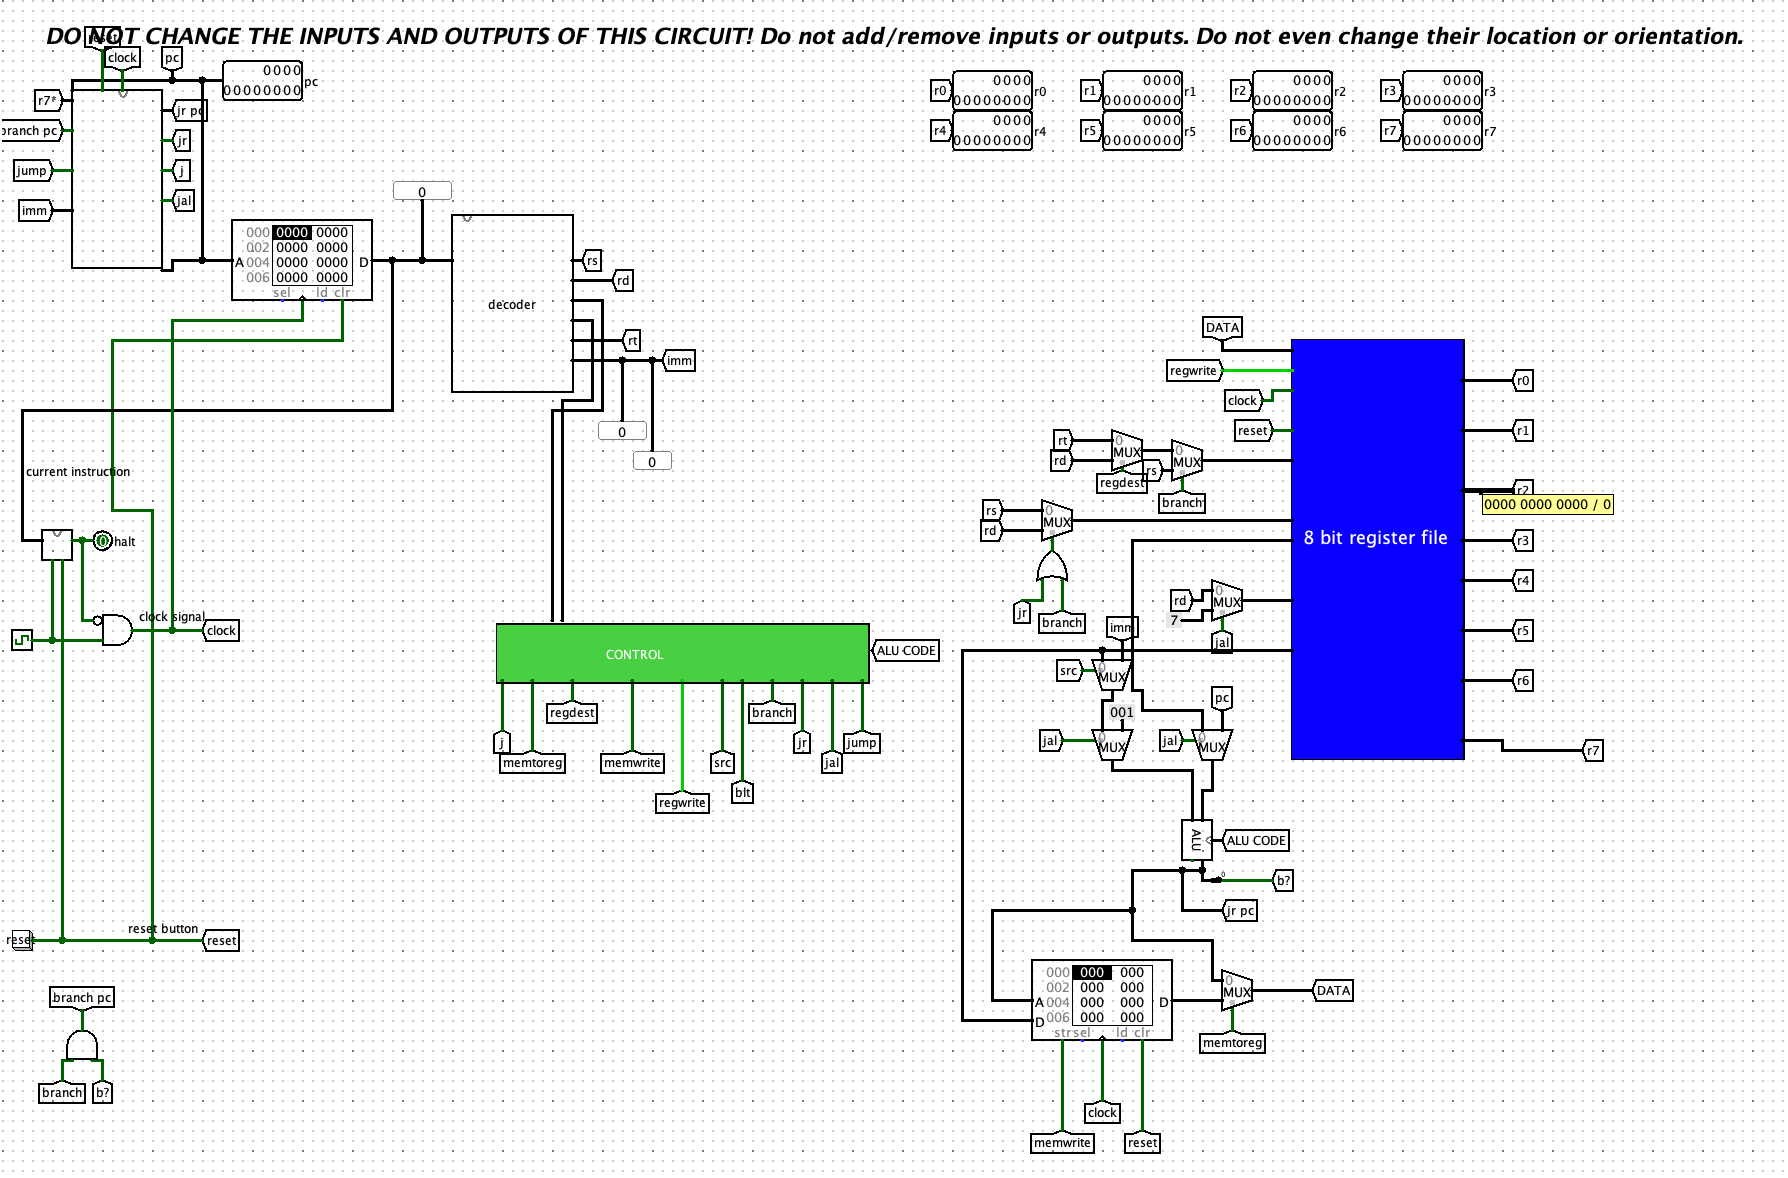 DO NOT CHANGE THE INPUTS AND OUTPUTS OF THIS CIRCUIT! Do not add/remove inputs or outputs. Do not even change their location or orientation.
reset
clock
pc
0000
00000000
pc
r7*
branch pc
jump
imm
jr pc
jr
j
jal
r0
0000
00000000
r0
r1
0000
00000000
r1
r2
0000
00000000
r2
r3
0000
00000000
r3
r4
0000
00000000
r4
r5
0000
00000000
r5
r6
0000
00000000
r6
r7
0000
00000000
r7
0
000 0000 0000
002 0000 0000
A 004 0000 0000 D
006 0000 0000
sel ld clr
decoder
rs
rd
rt
imm
0
0
current instruction
halt
0
clock signal
clock
reset
reset button
reset
branch pc
branch
b?
CONTROL
ALU CODE
j
memtoreg
regdest
memwrite
regwrite
src
blt
branch
jr
jal
jump
DATA
regwrite
clock
reset
rt
rd
0
MUX
regdest
rs
0
MUX
branch
rs
rd
0
MUX
jr
branch
rd
7
0
MUX
jal
8 bit register file
r0
r1
r2
0000 0000 0000 / 0
r3
r4
r5
r6
r7
imm
src
0
MUX
001
jal
0
MUX
pc
jal
0
MUX
ALU
ALU CODE
0
b?
jr pc
000 000 000
002 000 000
A 004 000 000 D
D 006 000 000
str sel ld clr
0
MUX
DATA
memtoreg
clock
memwrite
reset